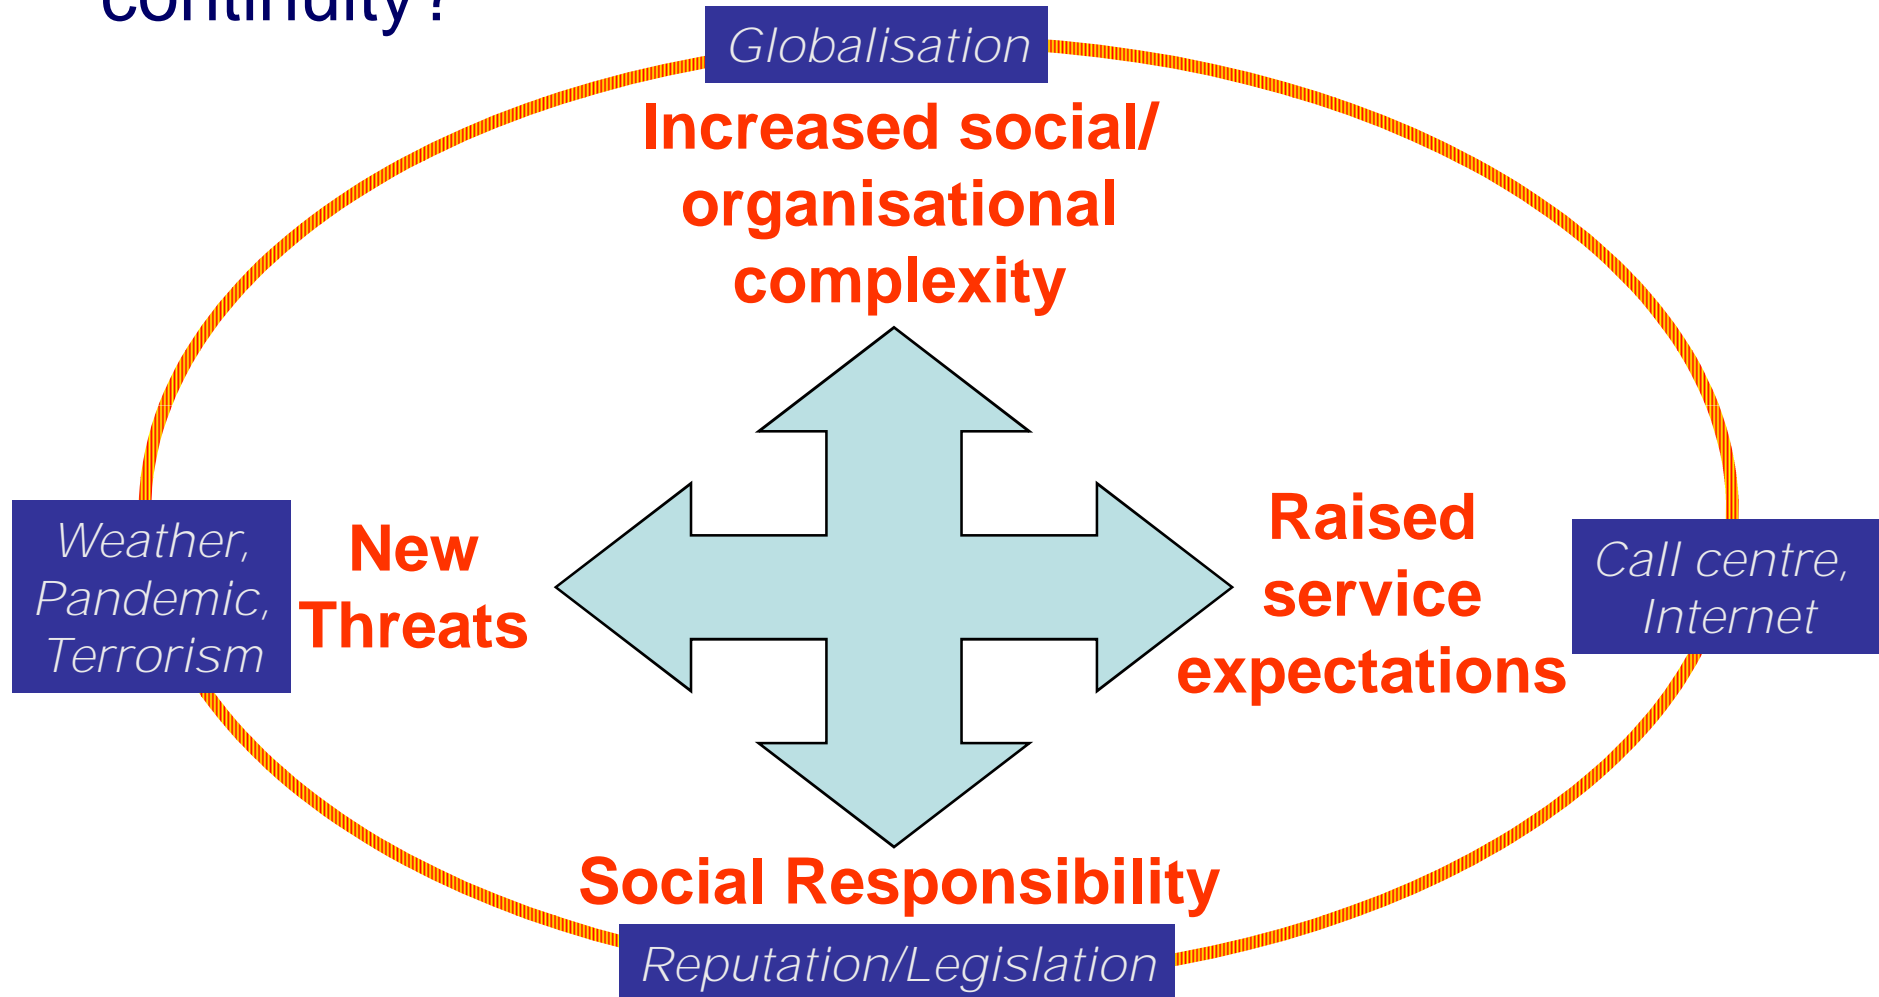 continuity?
Globalisation
Increased social/
organisational
complexity
Weather,
Pandemic,
Terrorism
New
Threats
Raised
service
expectations
Call centre,
Internet
Social Responsibility
Reputation/Legislation